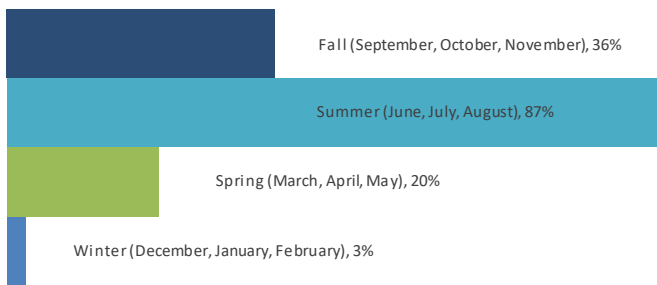 Fall (September, October, November), 36%
Summer (June, July, August), 87%
Spring (March, April, May), 20%
Winter (December, January, February), 3%